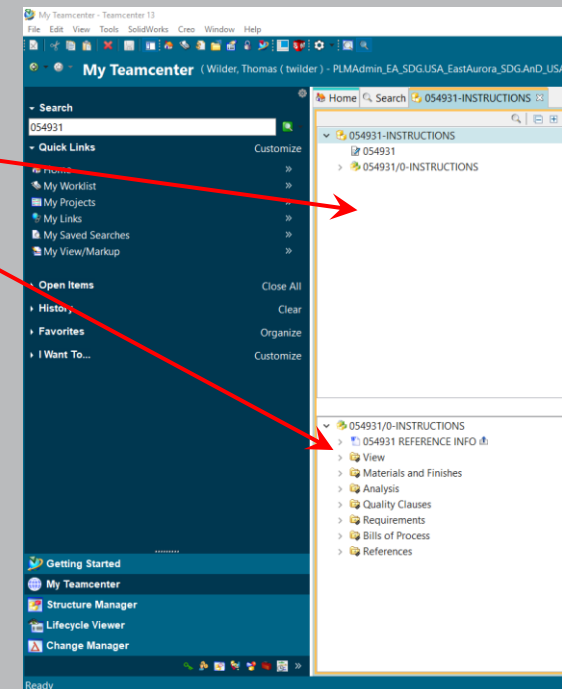 My Teamcenter - Teamcenter 13
File Edit View Tools SolidWorks Creo Window Help
My Teamcenter ( Wilder, Thomas ( twilder ) - PLMAdmin_EA_SDG.USA_EastAurora_SDG.AnD_USA
Home Search 054931-INSTRUCTIONS
Search
054931
Quick Links Customize
Home »
My Worklist »
My Projects »
My Links »
My Saved Searches »
My View/Markup »
Open Items Close All
History Clear
Favorites Organize
I Want To... Customize
Getting Started
My Teamcenter
Structure Manager
Lifecycle Viewer
Change Manager
»
Ready
054931-INSTRUCTIONS
054931
054931/0-INSTRUCTIONS
054931/0-INSTRUCTIONS
054931 REFERENCE INFO
View
Materials and Finishes
Analysis
Quality Clauses
Requirements
Bills of Process
References